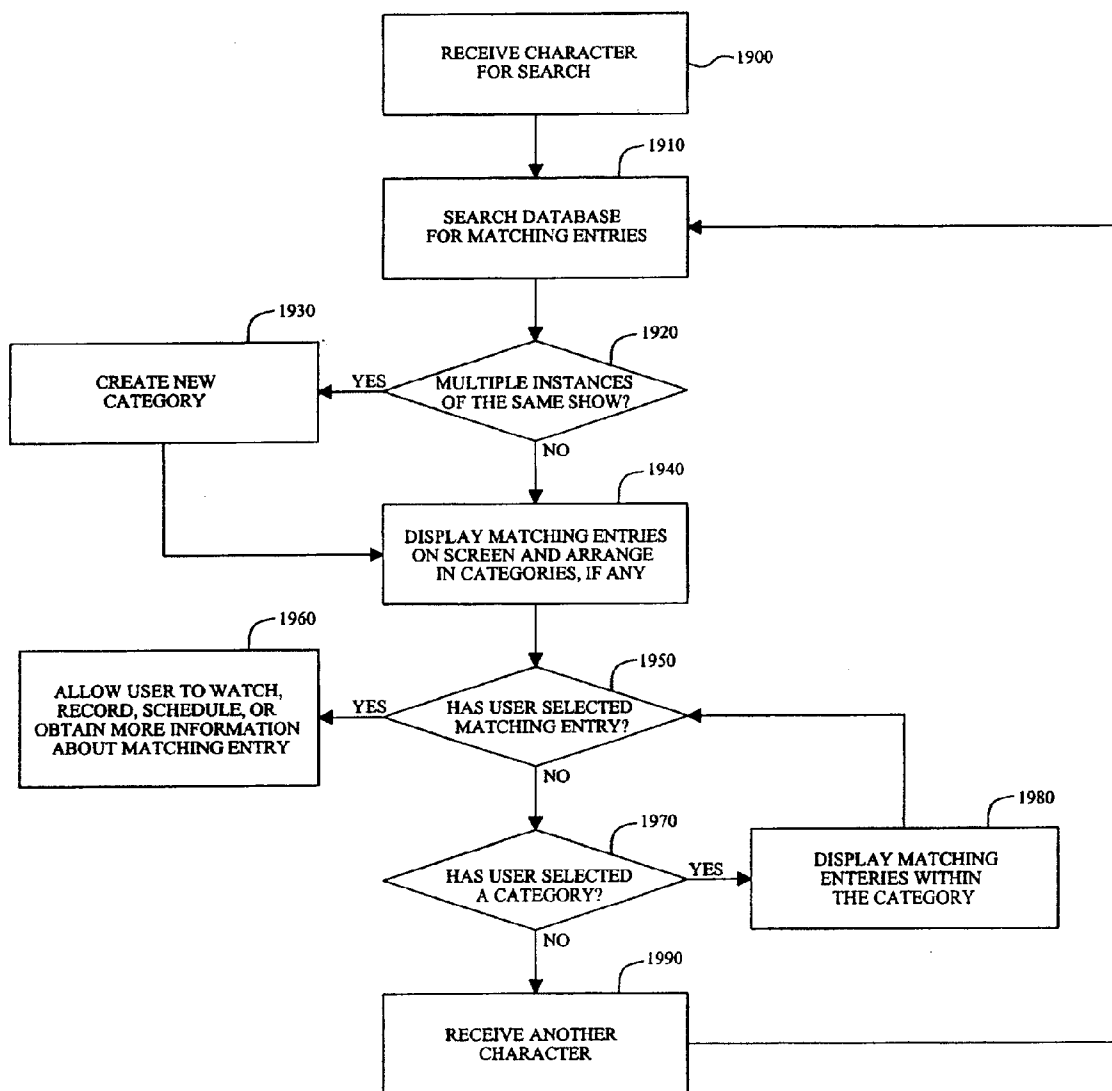 RECEIVE CHARACTER
FOR SEARCH
1900
1910
SEARCH DATABASE
FOR MATCHING ENTRIES
1930
CREATE NEW
CATEGORY
1920
YES
MULTIPLE INSTANCES
OF THE SAME SHOW?
NO
1940
DISPLAY MATCHING ENTRIES
ON SCREEN AND ARRANGE
IN CATEGORIES, IF ANY
1960
ALLOW USER TO WATCH,
RECORD, SCHEDULE, OR
OBTAIN MORE INFORMATION
ABOUT MATCHING ENTRY
1950
YES
HAS USER SELECTED
MATCHING ENTRY?
NO
1970
HAS USER SELECTED
A CATEGORY?
YES
1980
DISPLAY MATCHING
ENTERIES WITHIN
THE CATEGORY
NO
1990
RECEIVE ANOTHER
CHARACTER